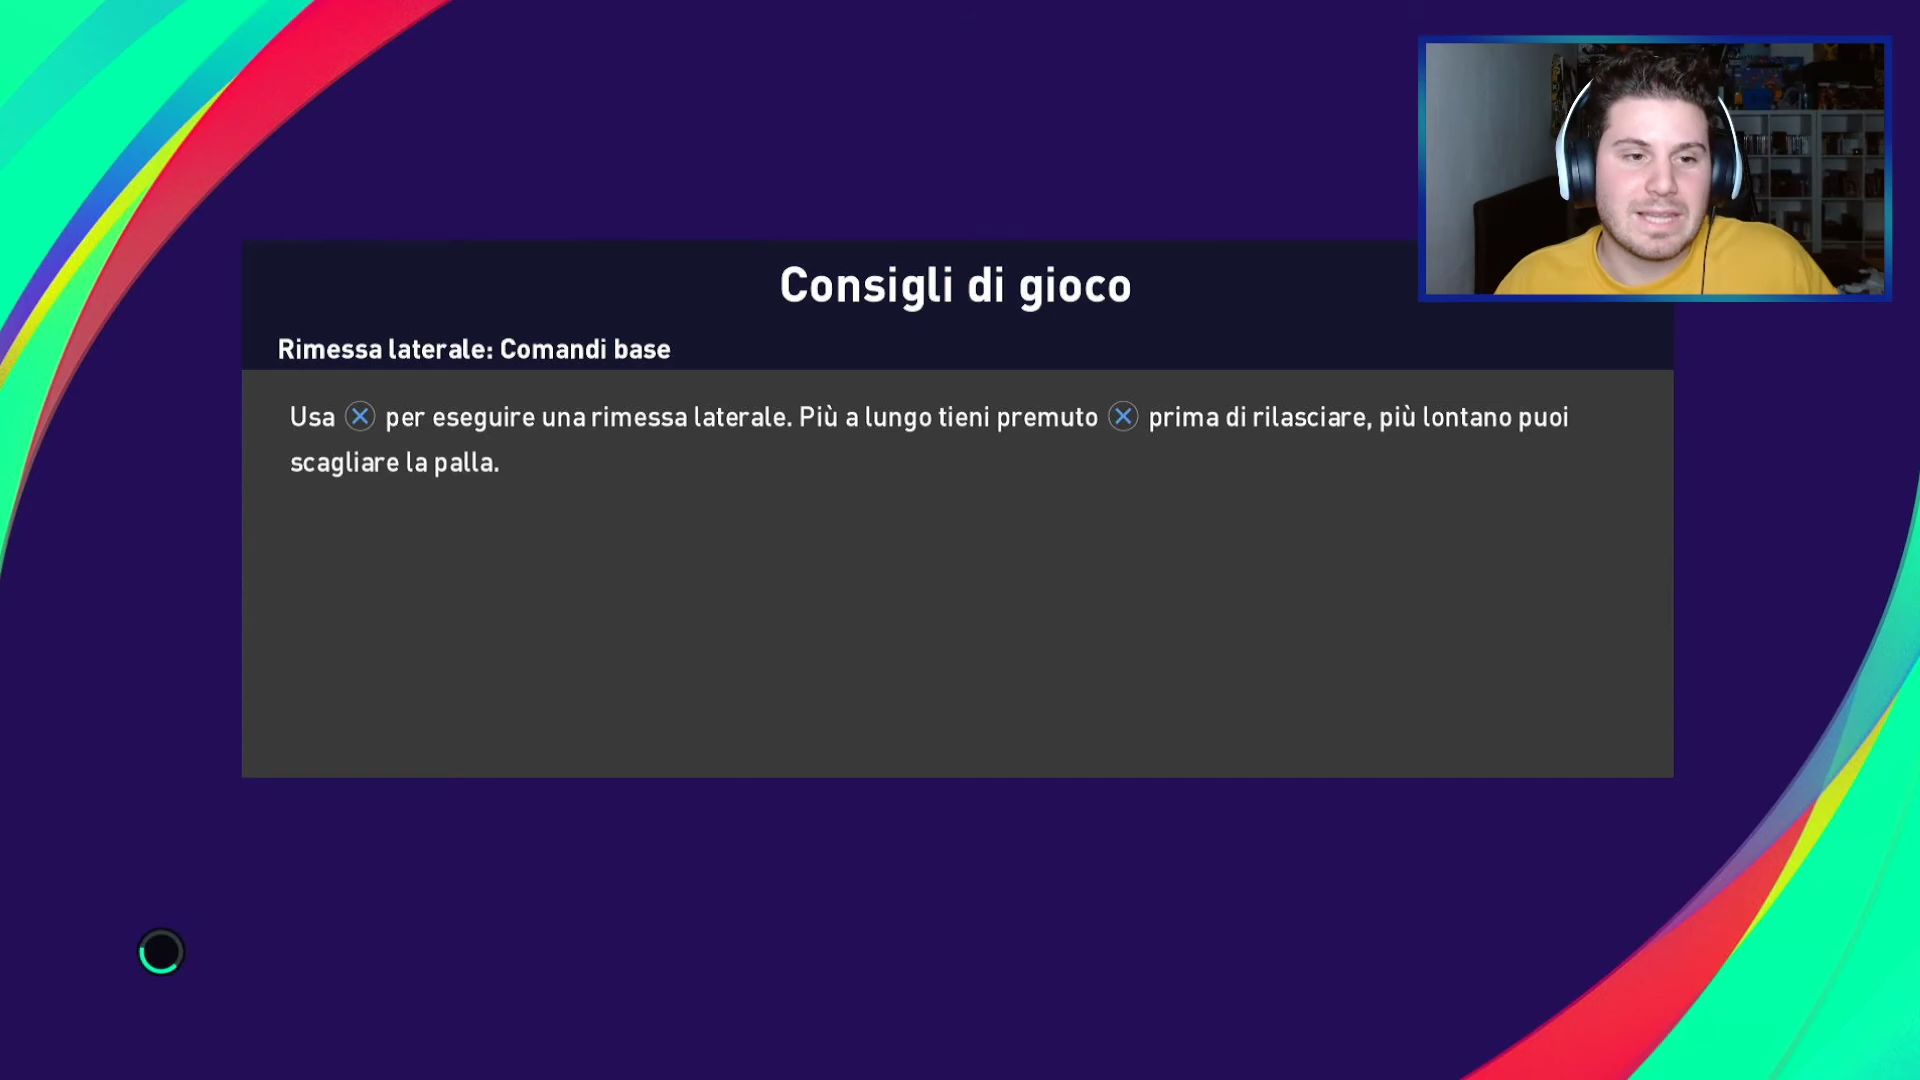 Consigli di gioco
Rimessa laterale: Comandi base
Usa ⓧ per eseguire una rimessa laterale. Più a lungo tieni premuto ⓧ prima di rilasciare, più lontano puoi
scagliare la palla.